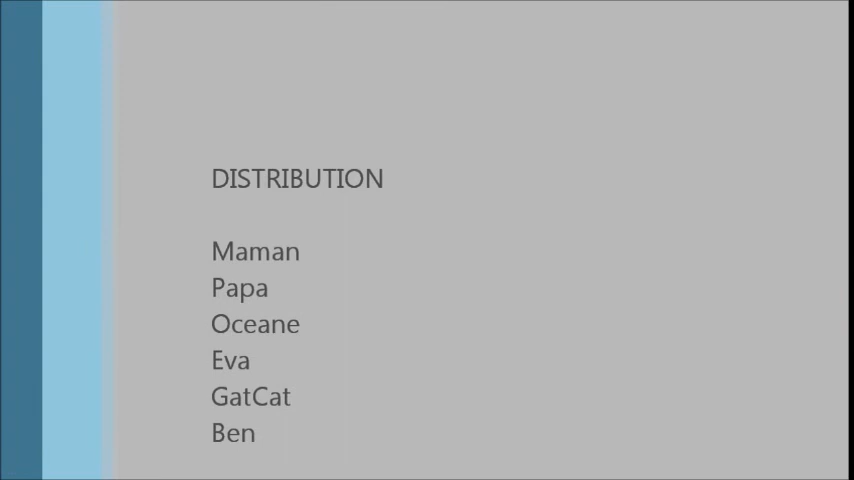 DISTRIBUTION
Maman
Papa
Oceane
Eva
GatCat
Ben